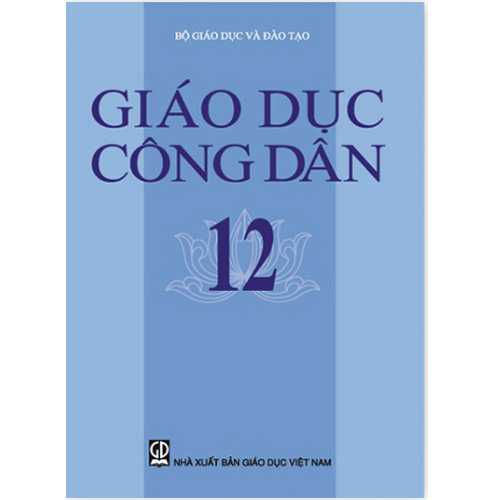 BỘ GIÁO DỤC VÀ ĐÀO TẠO
GIÁO DỤC
CÔNG DÂN
12
GD
NHÀ XUẤT BẢN GIÁO DỤC VIỆT NAM